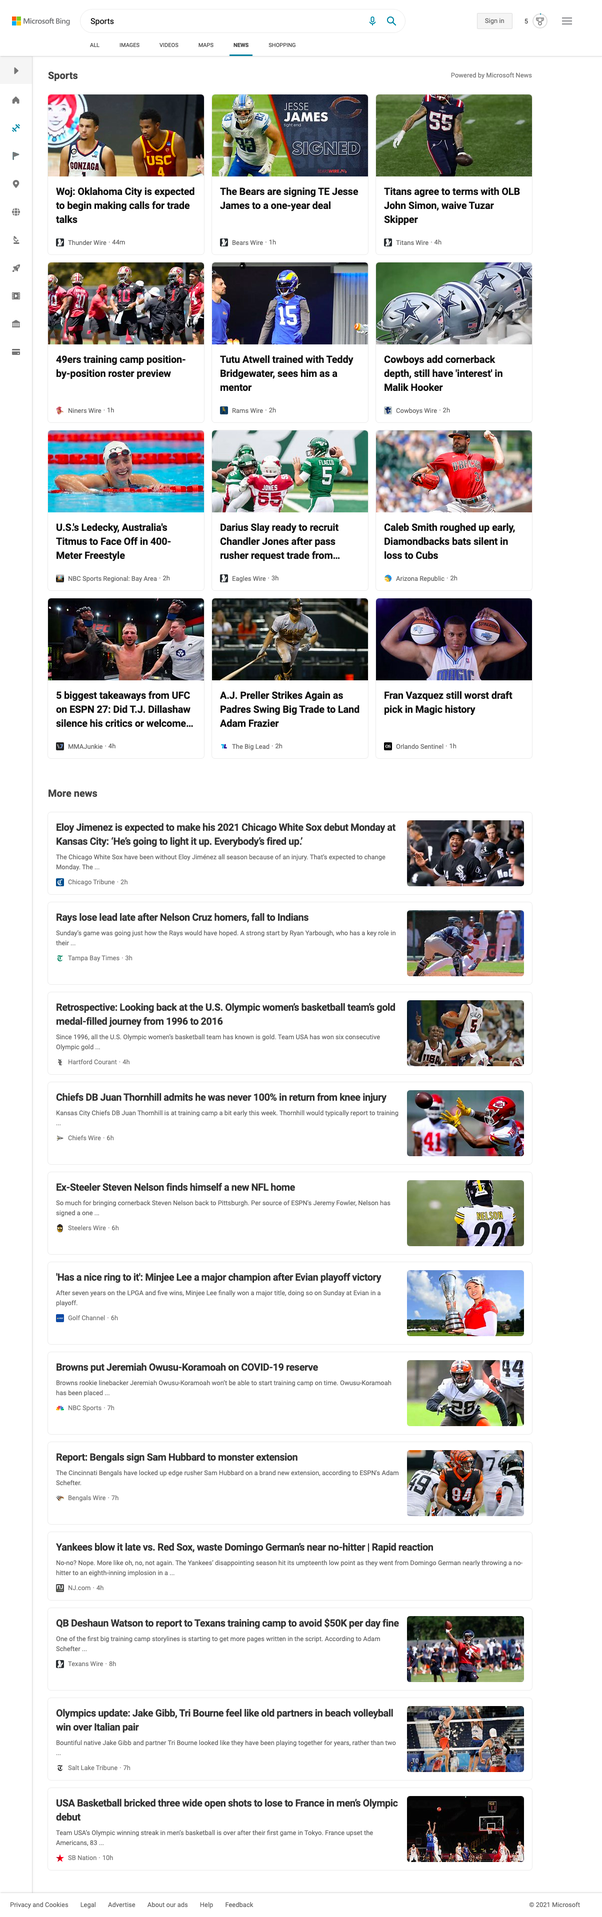 Microsoft Bing
Sports
Sign in
5
ALL
IMAGES
VIDEOS
MAPS
NEWS
SHOPPING
Sports
Powered by Microsoft News
GONZAGA
USC
4
Woj: Oklahoma City is expected
to begin making calls for trade
talks
Thunder Wire · 44m
JESSE
JAMES
SIGNED
83
The Bears are signing TE Jesse
James to a one-year deal
Bears Wire · 1h
55
Titans agree to terms with OLB
John Simon, waive Tuzar
Skipper
Titans Wire · 4h
10
49ers training camp position-
by-position roster preview
Niners Wire · 1h
15
Tutu Atwell trained with Teddy
Bridgewater, sees him as a
mentor
Rams Wire · 2h
Cowboys add cornerback
depth, still have 'interest' in
Malik Hooker
Cowboys Wire · 2h
U.S.'s Ledecky, Australia's
Titmus to Face Off in 400-
Meter Freestyle
NBC Sports Regional: Bay Area · 2h
FLACCO
5
JONES
55
Darius Slay ready to recruit
Chandler Jones after pass
rusher request trade from...
Eagles Wire · 3h
Caleb Smith roughed up early,
Diamondbacks bats silent in
loss to Cubs
Arizona Republic · 2h
5 biggest takeaways from UFC
on ESPN 27: Did T.J. Dillashaw
silence his critics or welcome...
MMAJunkie · 4h
A.J. Preller Strikes Again as
Padres Swing Big Trade to Land
Adam Frazier
The Big Lead · 2h
Fran Vazquez still worst draft
pick in Magic history
Orlando Sentinel · 1h
More news
Eloy Jimenez is expected to make his 2021 Chicago White Sox debut Monday at
Kansas City: 'He's going to light it up. Everybody's fired up.'
The Chicago White Sox have been without Eloy Jiménez all season because of an injury. That's expected to change
Monday. The ...
Chicago Tribune · 2h
Rays lose lead late after Nelson Cruz homers, fall to Indians
Sunday's game was going just how the Rays would have hoped. A strong start by Ryan Yarbough, who has a key role in
their ...
Tampa Bay Times · 3h
Retrospective: Looking back at the U.S. Olympic women's basketball team's gold
medal-filled journey from 1996 to 2016
Since 1996, all the U.S. Olympic women's basketball team has known is gold. Team USA has won six consecutive
Olympic gold ...
Hartford Courant · 4h
5
Chiefs DB Juan Thornhill admits he was never 100% in return from knee injury
Kansas City Chiefs DB Juan Thornhill is at training camp a bit early this week. Thornhill would typically report to training
...
Chiefs Wire · 6h
41
Ex-Steeler Steven Nelson finds himself a new NFL home
So much for bringing cornerback Steven Nelson back to Pittsburgh. Per source of ESPN's Jeremy Fowler, Nelson has
signed a one ...
Steelers Wire · 6h
NELSON
22
'Has a nice ring to it': Minjee Lee a major champion after Evian playoff victory
After seven years on the LPGA and five wins, Minjee Lee finally won a major title, doing so on Sunday at Evian in a
playoff.
Golf Channel · 6h
Browns put Jeremiah Owusu-Koramoah on COVID-19 reserve
Browns rookie linebacker Jeremiah Owusu-Koramoah won't be able to start training camp on time. Owusu-Koramoah
has been placed ...
NBC Sports · 7h
44
28
Report: Bengals sign Sam Hubbard to monster extension
The Cincinnati Bengals have locked up edge rusher Sam Hubbard on a brand new extension, according to ESPN's Adam
Schefter.
Bengals Wire · 7h
49
94
Yankees blow it late vs. Red Sox, waste Domingo German's near no-hitter | Rapid reaction
No-no? Nope. More like oh, no, not again. The Yankees' disappointing season hit its umpteenth low point as they went from Domingo German nearly throwing a no-
hitter to an eighth-inning implosion in a ...
NJ.com · 4h
QB Deshaun Watson to report to Texans training camp to avoid $50K per day fine
One of the first big training camp storylines is starting to get more pages written in the script. According to Adam
Schefter ...
Texans Wire · 8h
4
Olympics update: Jake Gibb, Tri Bourne feel like old partners in beach volleyball
win over Italian pair
Bountiful native Jake Gibb and partner Tri Bourne looked like they have been playing together for years, rather than two
...
Salt Lake Tribune · 7h
USA Basketball bricked three wide open shots to lose to France in men's Olympic
debut
Team USA's Olympic winning streak in men's basketball is over after their first game in Tokyo. France upset the
Americans, 83 ...
SB Nation · 10h
Privacy and Cookies
Legal
Advertise
About our ads
Help
Feedback
© 2021 Microsoft